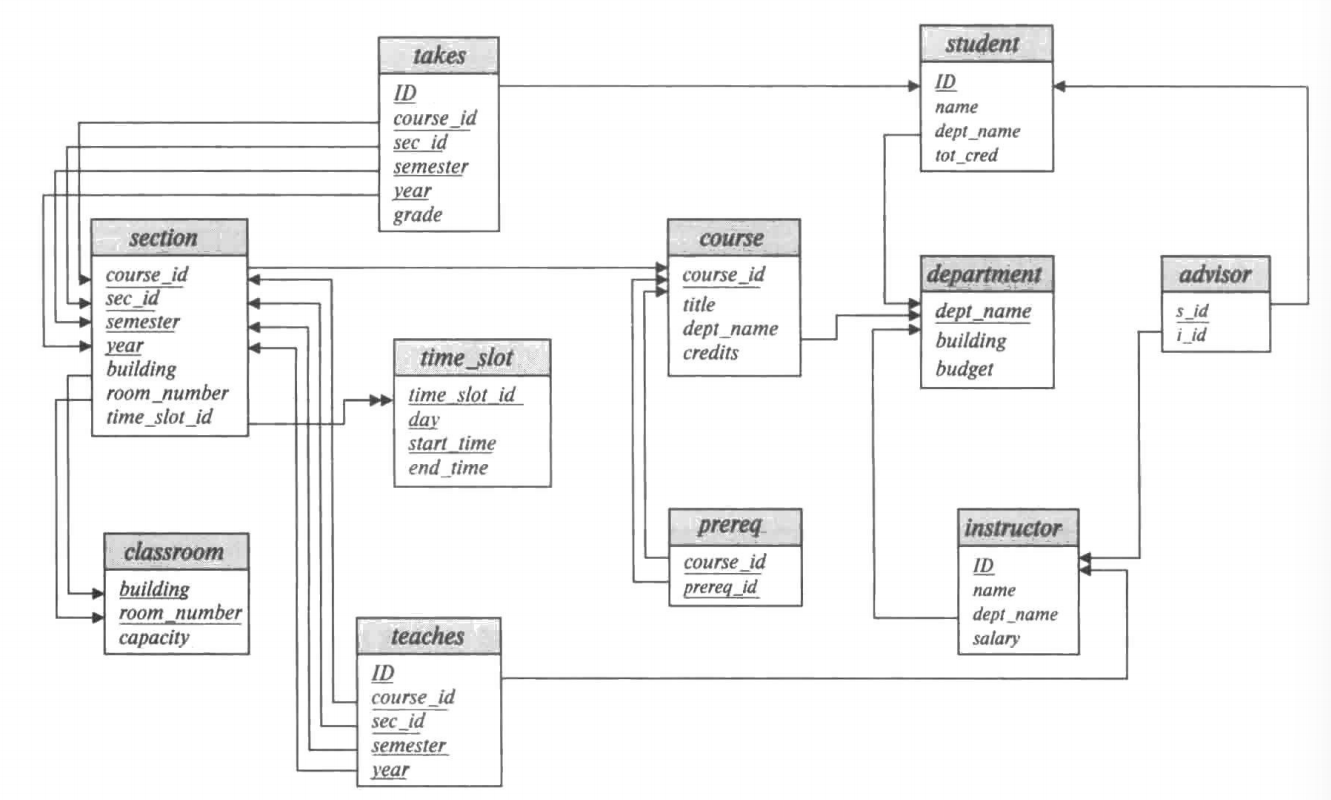 takes
ID
course_id
sec_id
semester
year
grade
student
ID
name
dept_name
tot_cred
section
course_id
sec_id
semester
year
building
room_number
time_slot_id
course
course_id
title
dept_name
credits
department
dept_name
building
budget
advisor
s_id
i_id
time_slot
time_slot_id
day
start_time
end_time
prereq
course_id
prereq_id
instructor
ID
name
dept_name
salary
classroom
building
room_number
capacity
teaches
ID
course_id
sec_id
semester
year